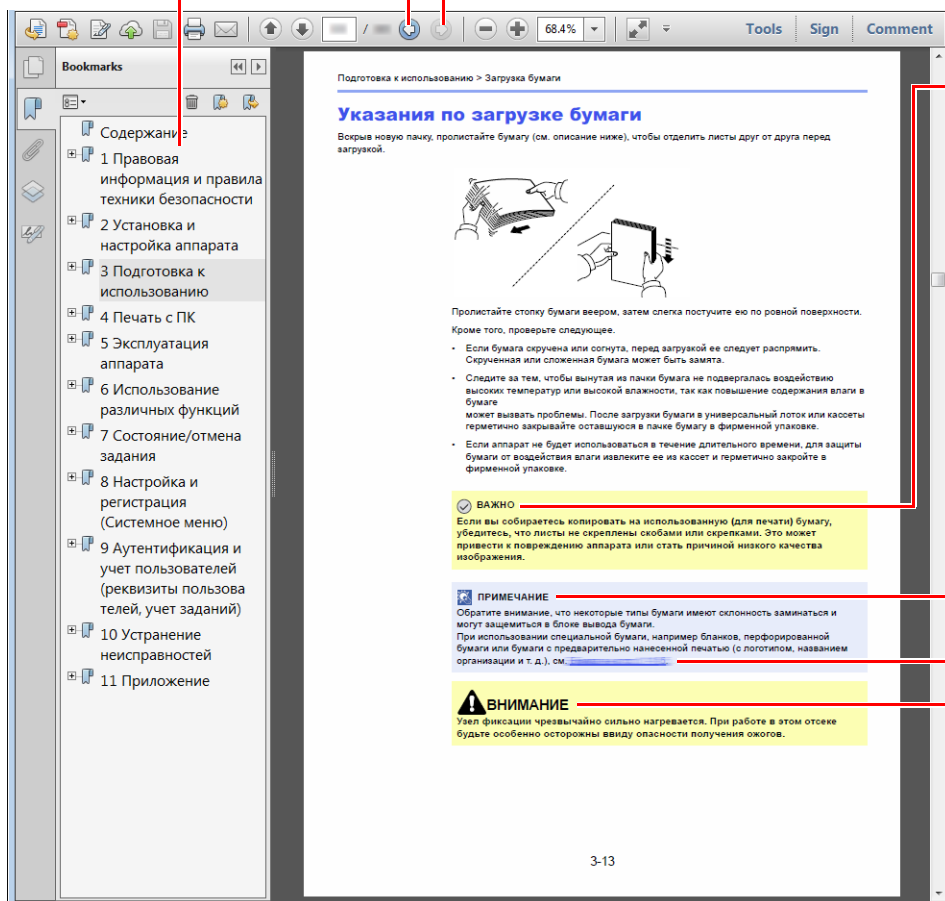 /
68.4%
Tools
Sign
Comment
Bookmarks
Содержание
1 Правовая
информация и правила
техники безопасности
2 Установка и
настройка аппарата
3 Подготовка к
использованию
4 Печать с ПК
5 Эксплуатация
аппарата
6 Использование
различных функций
7 Состояние/отмена
задания
8 Настройка и
регистрация
(Системное меню)
9 Аутентификация и
учет пользователей
(реквизиты пользова
телей, учет заданий)
10 Устранение
неисправностей
11 Приложение
Подготовка к использованию > Загрузка бумаги
Указания по загрузке бумаги
Вскрыв новую пачку, пролистайте бумагу (см. описание ниже), чтобы отделить листы друг от друга перед
загрузкой.
Пролистайте стопку бумаги веером, затем слегка постучите ею по ровной поверхности.
Кроме того, проверьте следующее.
• Если бумага скручена или согнута, перед загрузкой ее следует распрямить.
Скрученная или сложенная бумага может быть замята.
• Следите за тем, чтобы вынутая из пачки бумага не подвергалась воздействию
высоких температур или высокой влажности, так как повышение содержания влаги в
бумаге
может вызвать проблемы. После загрузки бумаги в универсальный лоток или кассеты
герметично закрывайте оставшуюся в пачке бумагу в фирменной упаковке.
• Если аппарат не будет использоваться в течение длительного времени, для защиты
бумаги от воздействия влаги извлеките ее из кассет и герметично закройте в
фирменной упаковке.
ВАЖНО
Если вы собираетесь копировать на использованную (для печати) бумагу,
убедитесь, что листы не скреплены скобами или скрепками. Это может
привести к повреждению аппарата или стать причиной низкого качества
изображения.
ПРИМЕЧАНИЕ
Обратите внимание, что некоторые типы бумаги имеют склонность заминаться и
могут защемиться в блоке вывода бумаги.
При использовании специальной бумаги, например бланков, перфорированной
бумаги или бумаги с предварительно нанесенной печатью (с логотипом, названием
организации и т. д.), см.
ВНИМАНИЕ
Узел фиксации чрезвычайно сильно нагревается. При работе в этом отсеке
будьте особенно осторожны ввиду опасности получения ожогов.
3-13